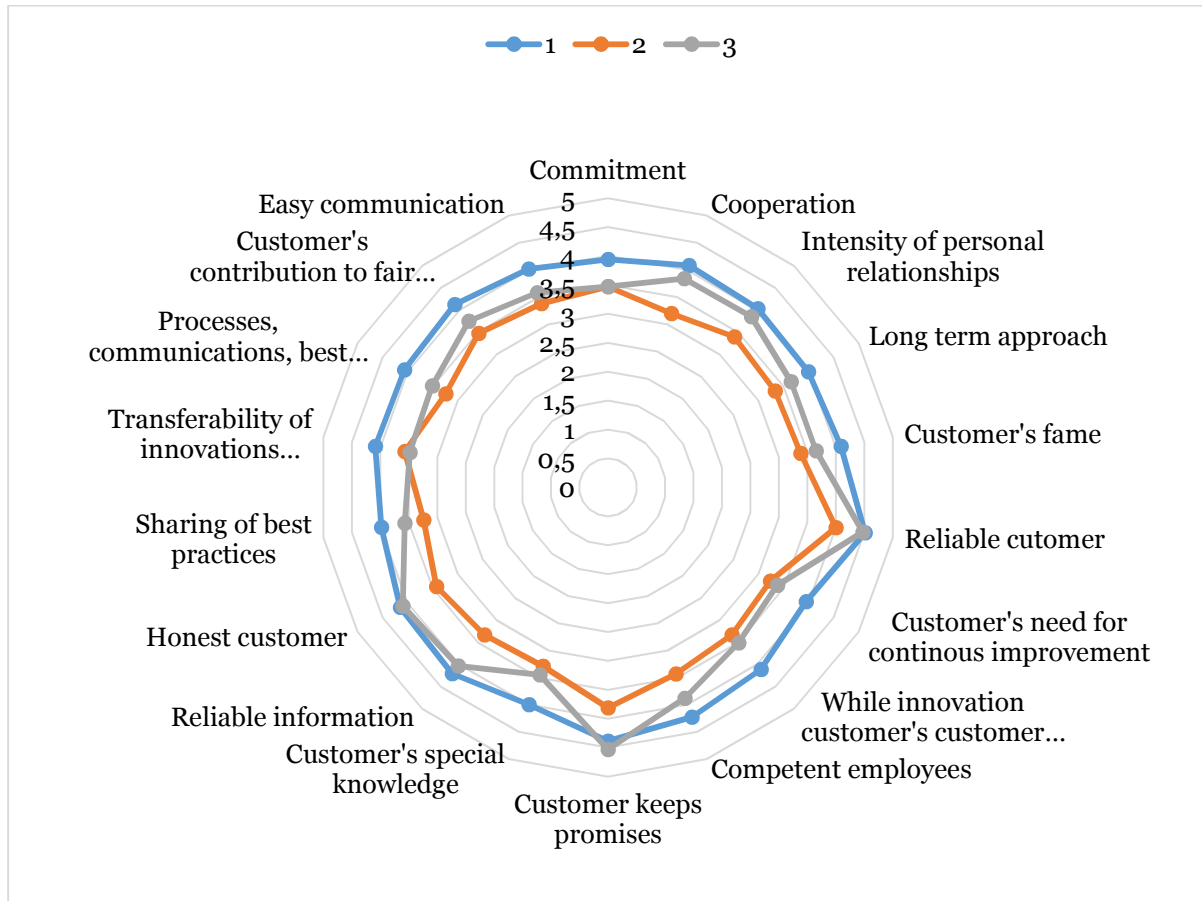 1 2 3
Commitment
Cooperation
Intensity of personal
relationships
Long term approach
Customer's fame
Reliable cutomer
Customer's need for
continous improvement
While innovation
customer's customer...
Competent employees
Customer keeps
promises
Customer's special
knowledge
Reliable information
Honest customer
Sharing of best
practices
Transferability of
innovations...
Processes,
communications, best...
Customer's
contribution to fair...
Easy communication
5
4,5
4
3,5
3
2,5
2
1,5
1
0,5
0